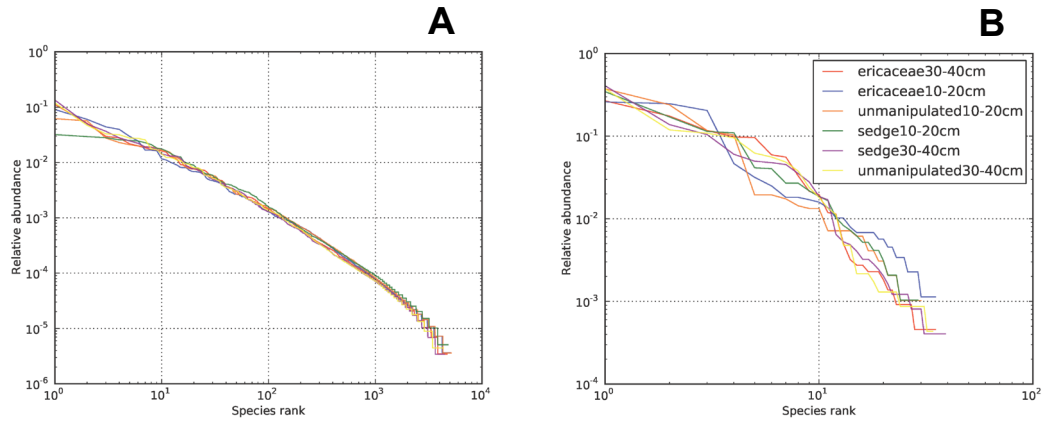 A
10^0
10^-1
10^-2
10^-3
10^-4
10^-5
10^-6
Relative abundance
10^0
10^1
10^2
10^3
10^4
Species rank
B
10^0
10^-1
10^-2
10^-3
10^-4
Relative abundance
ericaceae30-40cm
ericaceae10-20cm
unmanipulated10-20cm
sedge10-20cm
sedge30-40cm
unmanipulated30-40cm
10^0
10^1
10^2
Species rank